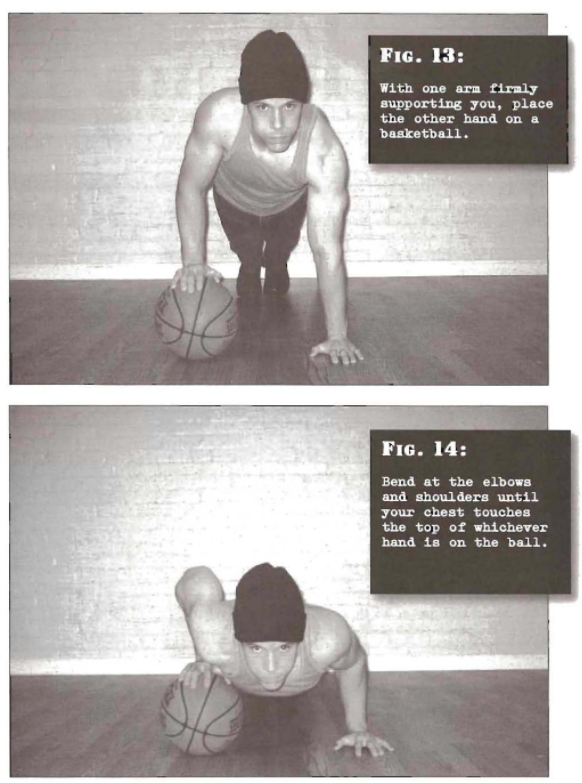 FIG. 13:
With one arm firmly
supporting you, place
the other hand on a
basketball.
FIG. 14:
Bend at the elbows
and shoulders until
your chest touches
the top of whichever
hand is on the ball.